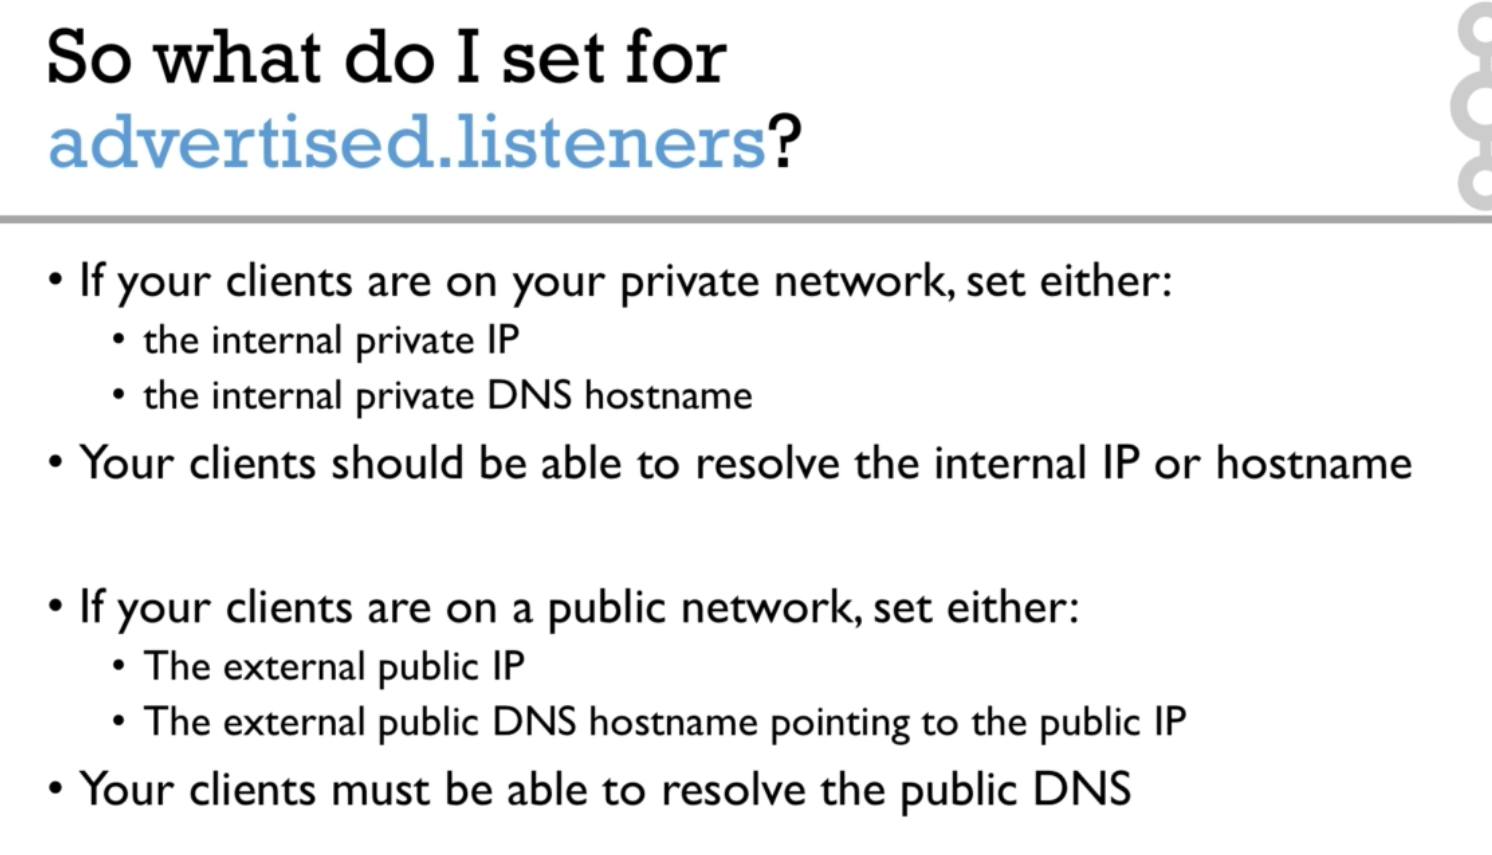 So what do I set for
advertised.listeners?
• If your clients are on your private network, set either:
• the internal private IP
• the internal private DNS hostname
• Your clients should be able to resolve the internal IP or hostname
• If your clients are on a public network, set either:
• The external public IP
• The external public DNS hostname pointing to the public IP
• Your clients must be able to resolve the public DNS